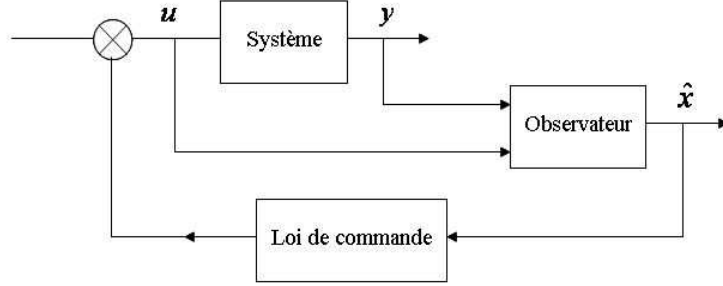 u
y
Système
x̂
Observateur
Loi de commande